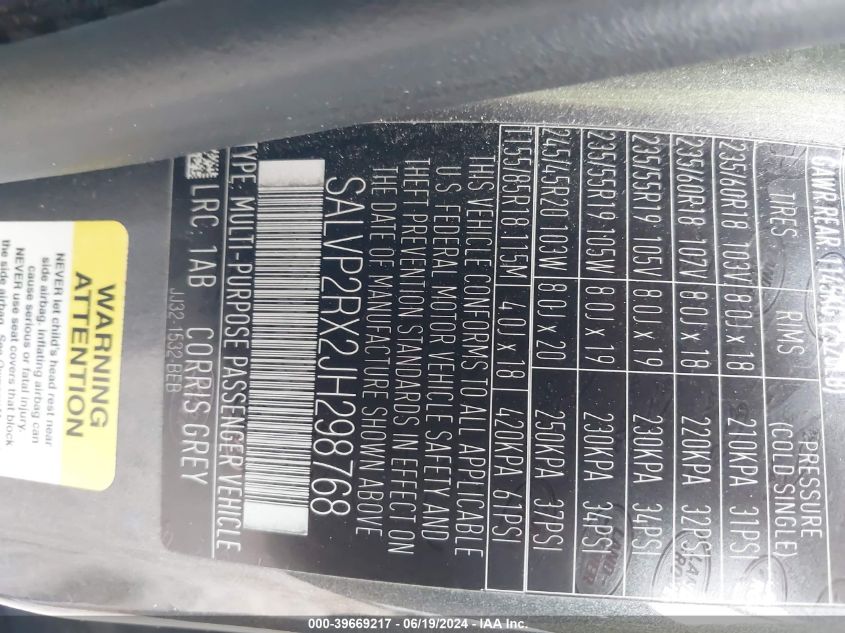 GAWR REAR
TIRES RIMS PRESSURE (COLD SINGLE)
235/60R18 103W 8.0J x 18 210KPA 31PSI
235/60R18 107V 8.0J x 18 220KPA 32PSI
235/55R19 105V 8.0J x 19 230KPA 34PSI
235/55R19 105W 8.0J x 19 230KPA 34PSI
245/45R20 103W 8.0J x 20 250KPA 37PSI
T155/85R18 115M 4.0J x 18 420KPA 61PSI
THIS VEHICLE CONFORMS TO ALL APPLICABLE
U.S. FEDERAL MOTOR VEHICLE SAFETY AND
THEFT PREVENTION STANDARDS IN EFFECT ON
THE DATE OF MANUFACTURE SHOWN ABOVE
SALVP2RX2JH298768
TYPE: MULTI-PURPOSE PASSENGER VEHICLE
LRC, 1AB CORRIS GREY
JJ32-1532-BEB
WARNING
ATTENTION
NEVER let child's head rest near
side airbag. Inflating airbag can
cause serious or fatal injury.
NEVER use seat covers that block
the side airbag.
000-39669217 - 06/19/2024 - IAA Inc.